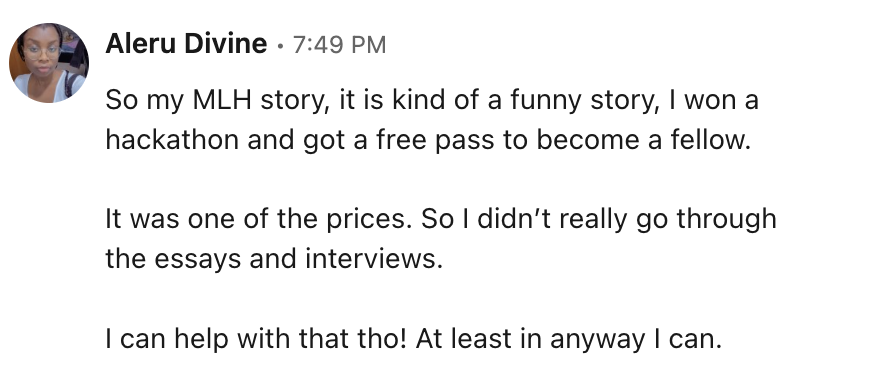 Aleru Divine • 7:49 PM
So my MLH story, it is kind of a funny story, I won a
hackathon and got a free pass to become a fellow.
It was one of the prices. So I didn’t really go through
the essays and interviews.
I can help with that tho! At least in anyway I can.